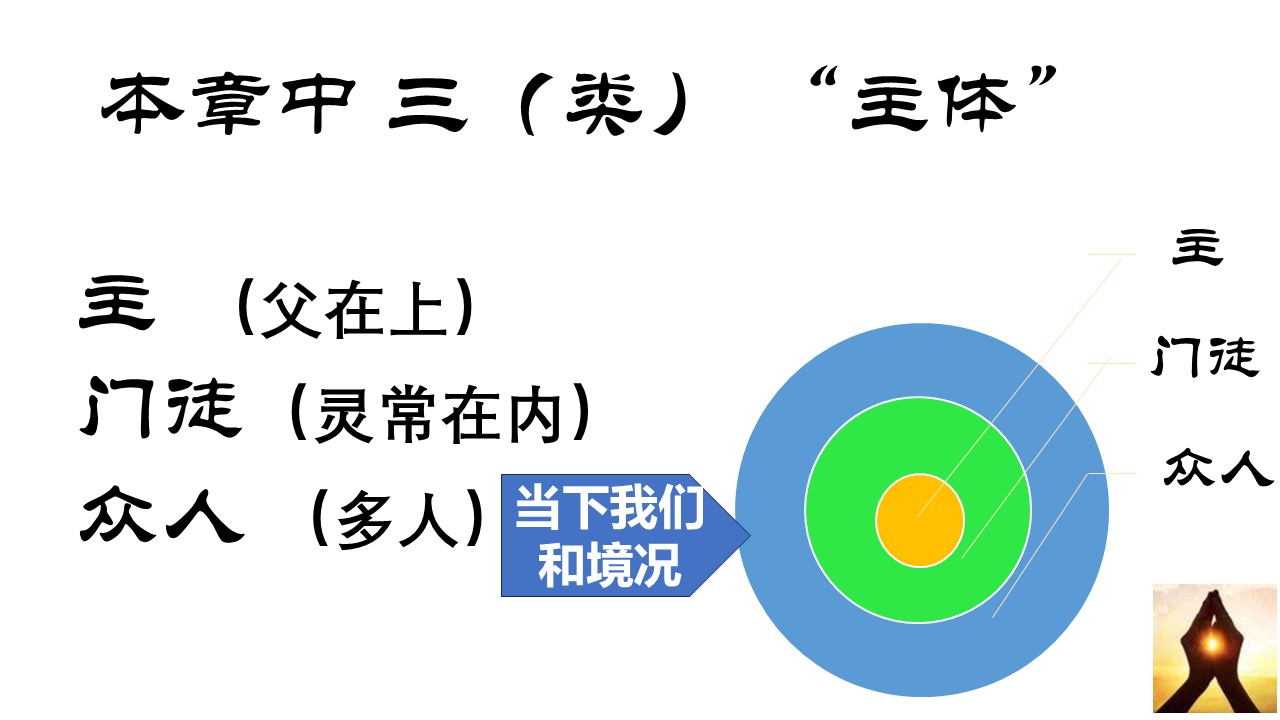 本章中 三（类） “主体”
主 （父在上）
门徒（灵常在内）
众人 （多人）
当下我们
和境况
主
门徒
众人